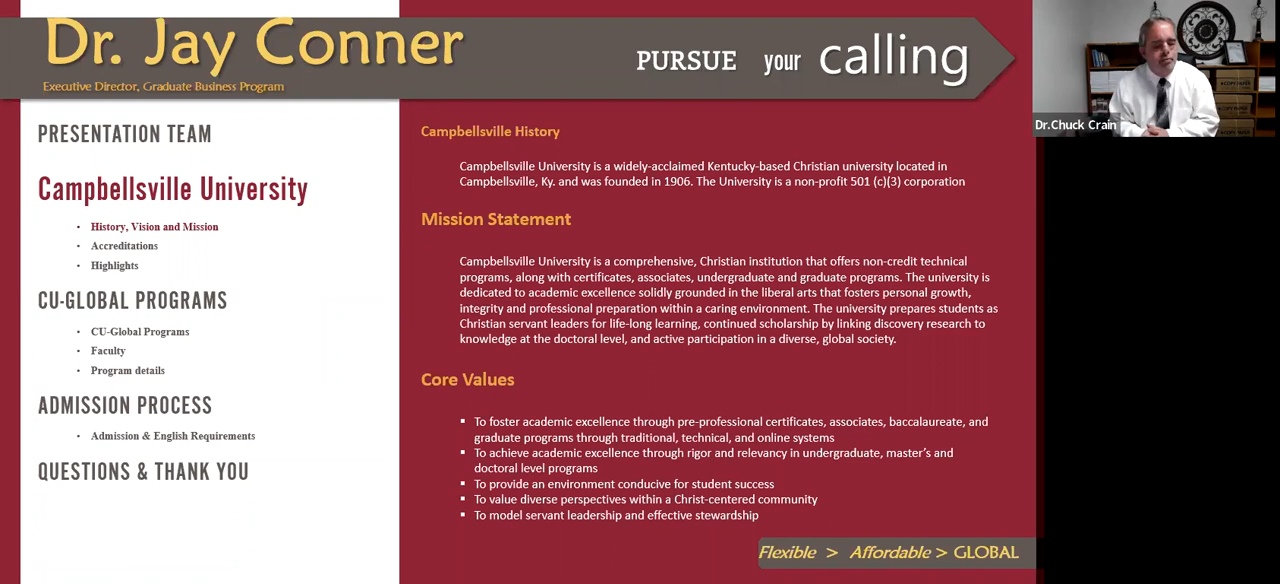 Dr. Jay Conner
Executive Director, Graduate Business Program
PURSUE your calling
Dr.Chuck Crain
PRESENTATION TEAM
Campbellsville University
• History, Vision and Mission
• Accreditations
• Highlights
CU-GLOBAL PROGRAMS
• CU-Global Programs
• Faculty
• Program details
ADMISSION PROCESS
• Admission & English Requirements
QUESTIONS & THANK YOU
Campbellsville History
Campbellsville University is a widely-acclaimed Kentucky-based Christian university located in
Campbellsville, Ky. and was founded in 1906. The University is a non-profit 501 (c)(3) corporation
Mission Statement
Campbellsville University is a comprehensive, Christian institution that offers non-credit technical
programs, along with certificates, associates, undergraduate and graduate programs. The university is
dedicated to academic excellence solidly grounded in the liberal arts that fosters personal growth,
integrity and professional preparation within a caring environment. The university prepares students as
Christian servant leaders for life-long learning, continued scholarship by linking discovery research to
knowledge at the doctoral level, and active participation in a diverse, global society.
Core Values
▪ To foster academic excellence through pre-professional certificates, associates, baccalaureate, and
graduate programs through traditional, technical, and online systems
▪ To achieve academic excellence through rigor and relevancy in undergraduate, master's and
doctoral level programs
▪ To provide an environment conducive for student success
▪ To value diverse perspectives within a Christ-centered community
▪ To model servant leadership and effective stewardship
Flexible > Affordable > GLOBAL